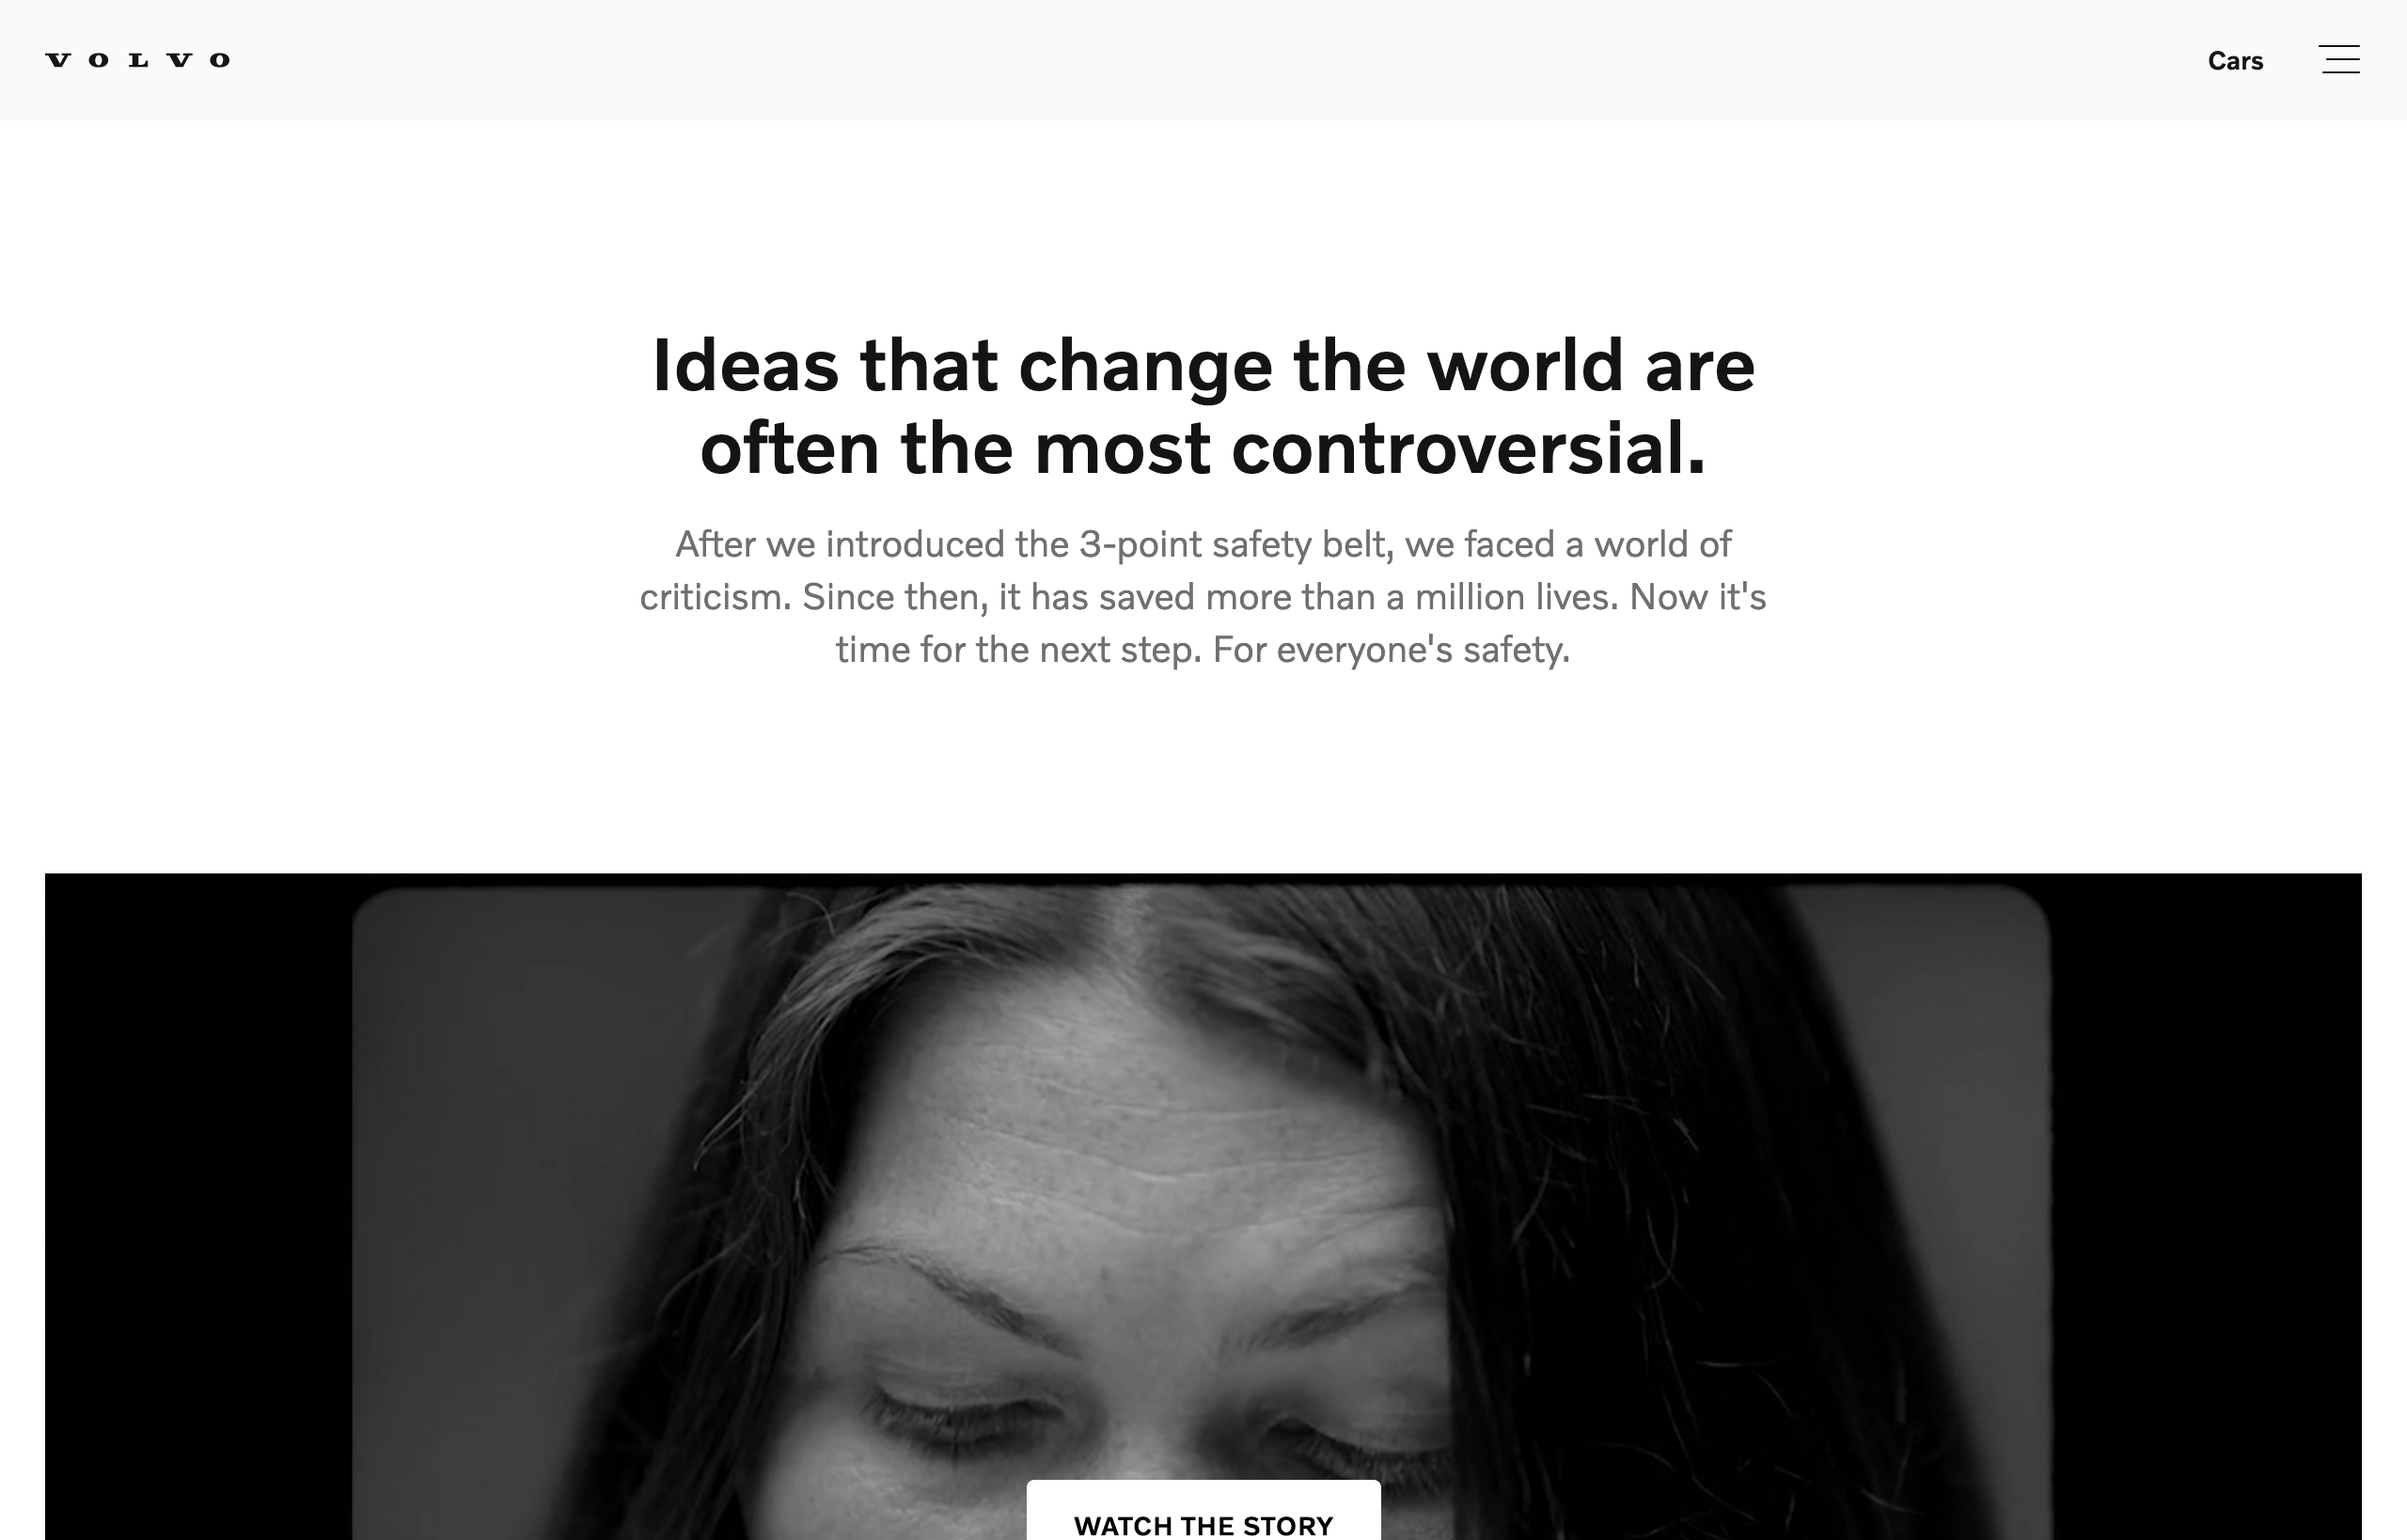 VOLVO
Cars
Ideas that change the world are
often the most controversial.
After we introduced the 3-point safety belt, we faced a world of
criticism. Since then, it has saved more than a million lives. Now it's
time for the next step. For everyone's safety.
WATCH THE STORY